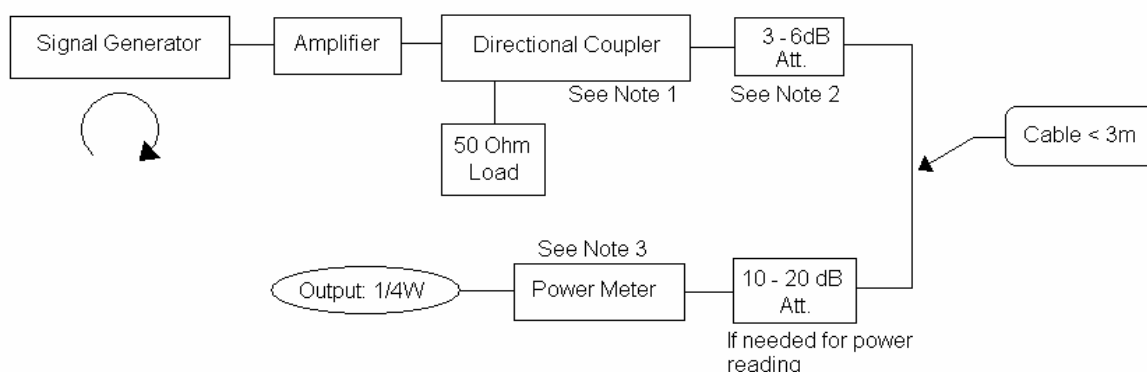 Signal Generator
Amplifier
Directional Coupler
3 - 6dB
Att.
See Note 1
See Note 2
50 Ohm
Load
Cable < 3m
See Note 3
Output: 1/4W
Power Meter
10 - 20 dB
Att.
If needed for power
reading